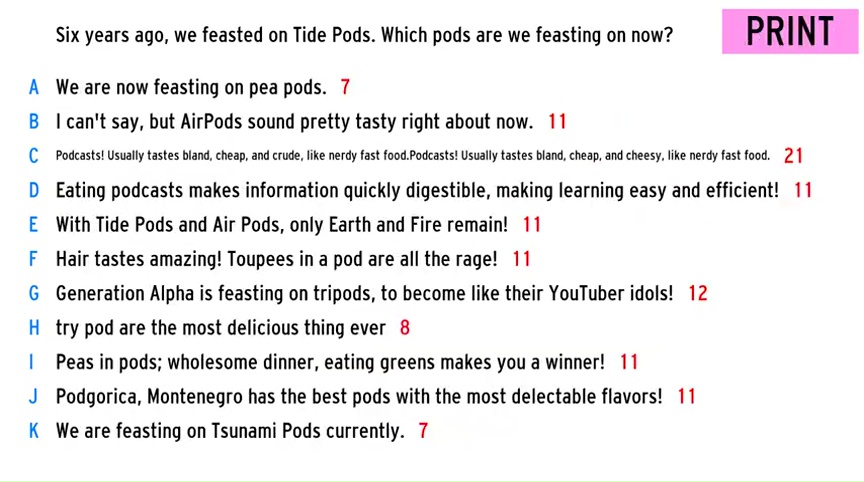 Six years ago, we feasted on Tide Pods. Which pods are we feasting on now?
PRINT
A We are now feasting on pea pods. 7
B I can't say, but AirPods sound pretty tasty right about now. 11
C Podcasts! Usually tastes bland, cheap, and crude, like nerdy fast food.Podcasts! Usually tastes bland, cheap, and cheesy, like nerdy fast food. 21
D Eating podcasts makes information quickly digestible, making learning easy and efficient! 11
E With Tide Pods and Air Pods, only Earth and Fire remain! 11
F Hair tastes amazing! Toupees in a pod are all the rage! 11
G Generation Alpha is feasting on tripods, to become like their YouTuber idols! 12
H try pod are the most delicious thing ever 8
I Peas in pods; wholesome dinner, eating greens makes you a winner! 11
J Podgorica, Montenegro has the best pods with the most delectable flavors! 11
K We are feasting on Tsunami Pods currently. 7